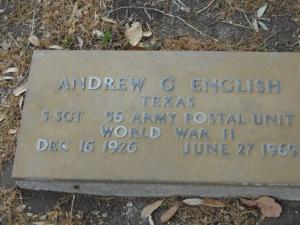 ANDREW G ENGLISH
TEXAS
S SGT 56 ARMY POSTAL UNIT
WORLD WAR II
DEC 16 1926 JUNE 27 1965